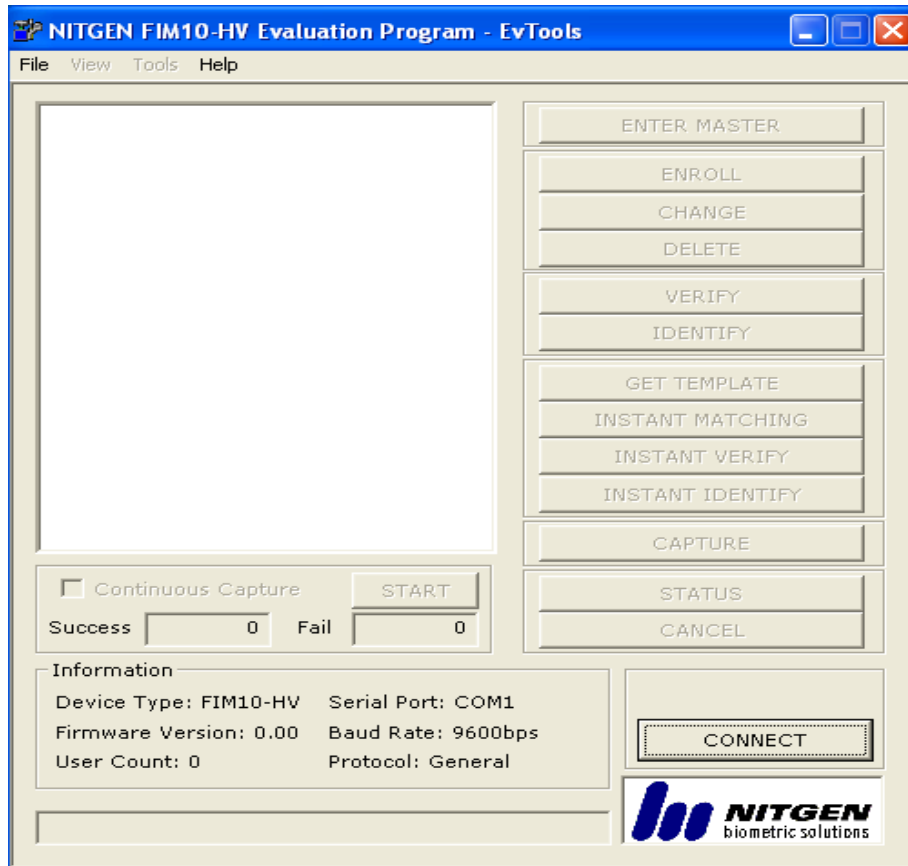 NITGEN FIM10-HV Evaluation Program - EvTools
File View Tools Help
ENTER MASTER
ENROLL
CHANGE
DELETE
VERIFY
IDENTIFY
GET TEMPLATE
INSTANT MATCHING
INSTANT VERIFY
INSTANT IDENTIFY
CAPTURE
Continuous Capture START
Success 0 Fail 0
STATUS
CANCEL
Information
Device Type: FIM10-HV Serial Port: COM1
Firmware Version: 0.00 Baud Rate: 9600bps
User Count: 0 Protocol: General
CONNECT
NITGEN
biometric solutions